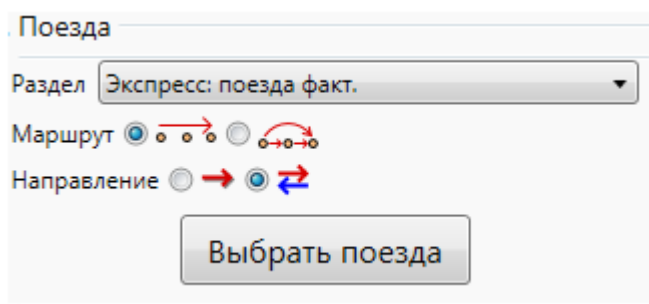 Поезда
Раздел Экспресс: поезда факт.
Маршрут
Направление
Выбрать поезда